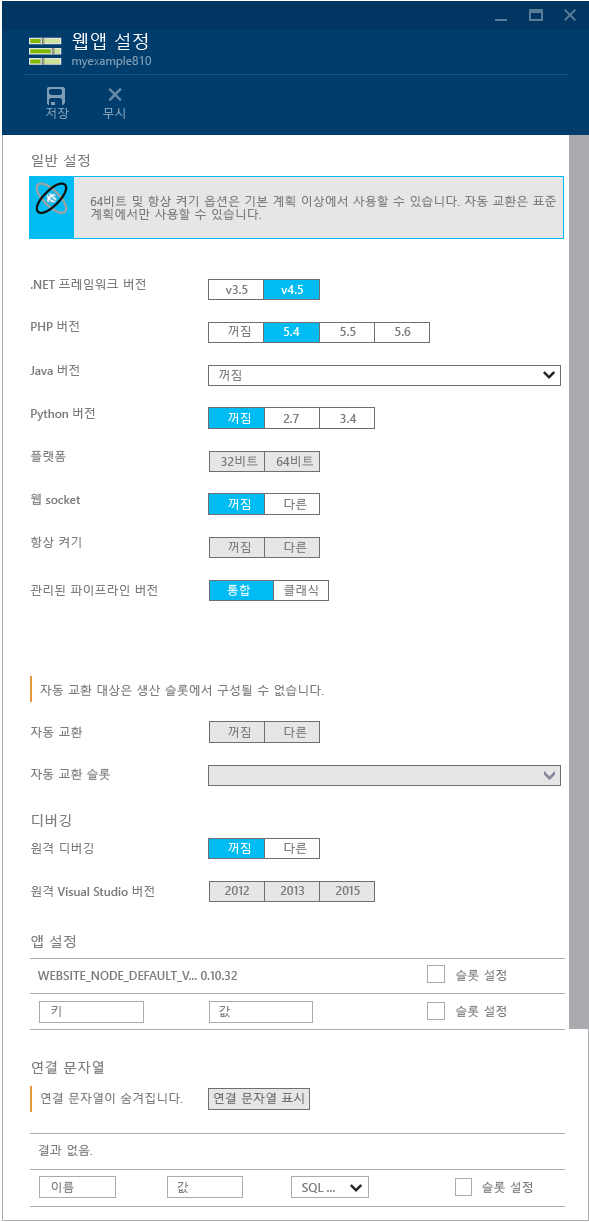 웹앱 설정
myexample810
저장 무시
일반 설정
64비트 및 항상 켜기 옵션은 기본 계획 이상에서 사용할 수 있습니다. 자동 교환은 표준
계획에서만 사용할 수 있습니다.
.NET 프레임워크 버전 v3.5 v4.5
PHP 버전 꺼짐 5.4 5.5 5.6
Java 버전 꺼짐
Python 버전 꺼짐 2.7 3.4
플랫폼 32비트 64비트
웹 socket 꺼짐 다른
항상 켜기 꺼짐 다른
관리된 파이프라인 버전 통합 클래식
자동 교환 대상은 생산 슬롯에서 구성될 수 없습니다.
자동 교환 꺼짐 다른
자동 교환 슬롯
디버깅
원격 디버깅 꺼짐 다른
원격 Visual Studio 버전 2012 2013 2015
앱 설정
WEBSITE_NODE_DEFAULT_V... 0.10.32 슬롯 설정
키 값 슬롯 설정
연결 문자열
연결 문자열이 숨겨집니다. 연결 문자열 표시
결과 없음.
이름 값 SQL ... 슬롯 설정